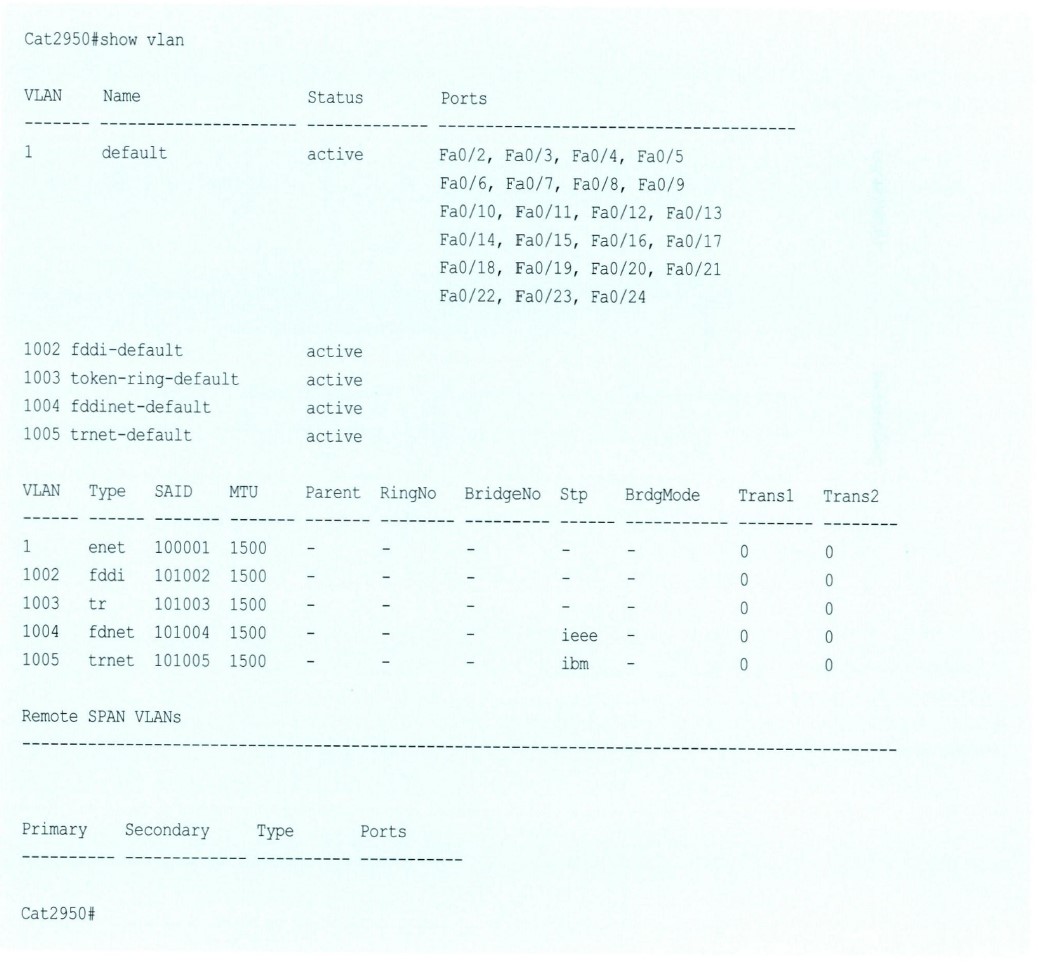 Cat2950#show vlan
VLAN Name Status Ports
------- --------------------- ------------- --------------------------------------
1 default active Fa0/2, Fa0/3, Fa0/4, Fa0/5
Fa0/6, Fa0/7, Fa0/8, Fa0/9
Fa0/10, Fa0/11, Fa0/12, Fa0/13
Fa0/14, Fa0/15, Fa0/16, Fa0/17
Fa0/18, Fa0/19, Fa0/20, Fa0/21
Fa0/22, Fa0/23, Fa0/24
1002 fddi-default active
1003 token-ring-default active
1004 fddinet-default active
1005 trnet-default active
VLAN Type SAID MTU Parent RingNo BridgeNo Stp BrdgMode Trans1 Trans2
------ ------ ------- ------- ------- -------- --------- ------ ----------- -------- --------
1 enet 100001 1500 - - - - - 0 0
1002 fddi 101002 1500 - - - - - 0 0
1003 tr 101003 1500 - - - - - 0 0
1004 fdnet 101004 1500 - - - ieee - 0 0
1005 trnet 101005 1500 - - - ibm - 0 0
Remote SPAN VLANs
---------------------------------------------------------------------------------------------
Primary Secondary Type Ports
---------- ------------- ---------- -----------
Cat2950#